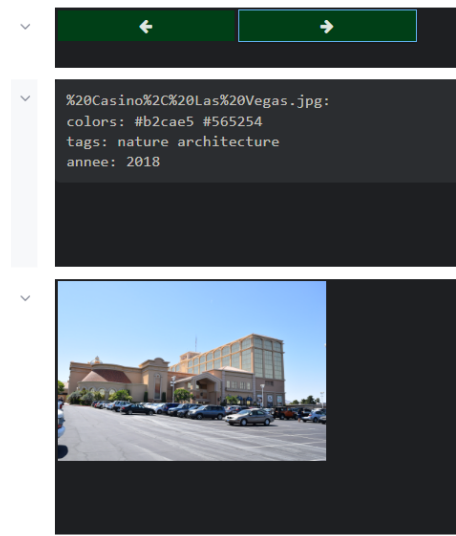 %20Casino%2C%20Las%20Vegas.jpg:
colors: #b2cae5 #565254
tags: nature architecture
annee: 2018